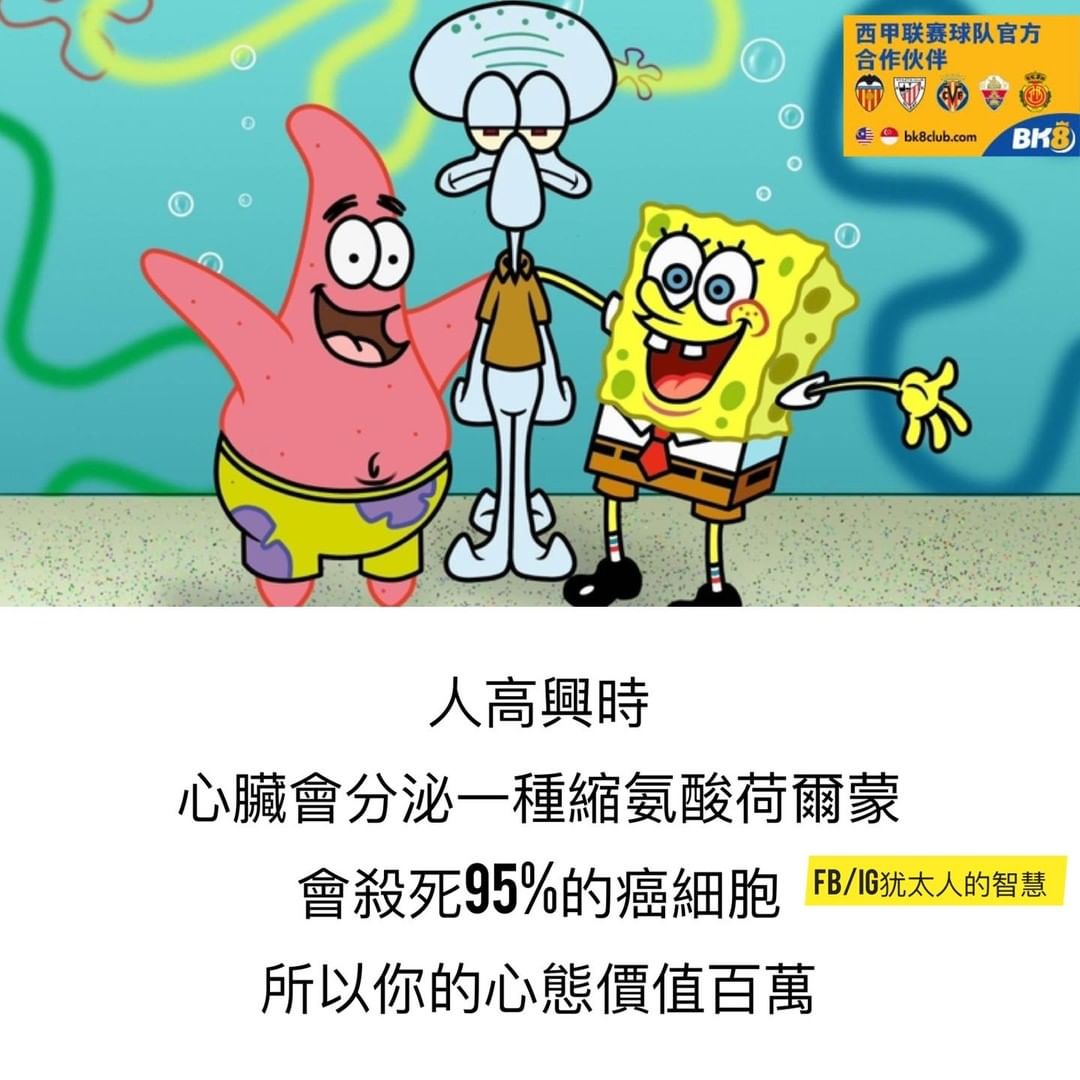 西甲联赛球队官方
合作伙伴
bk8club.com
BK8
人高興時
心臟會分泌一種縮氨酸荷爾蒙
會殺死95%的癌細胞
FB/IG犹太人的智慧
所以你的心態價值百萬